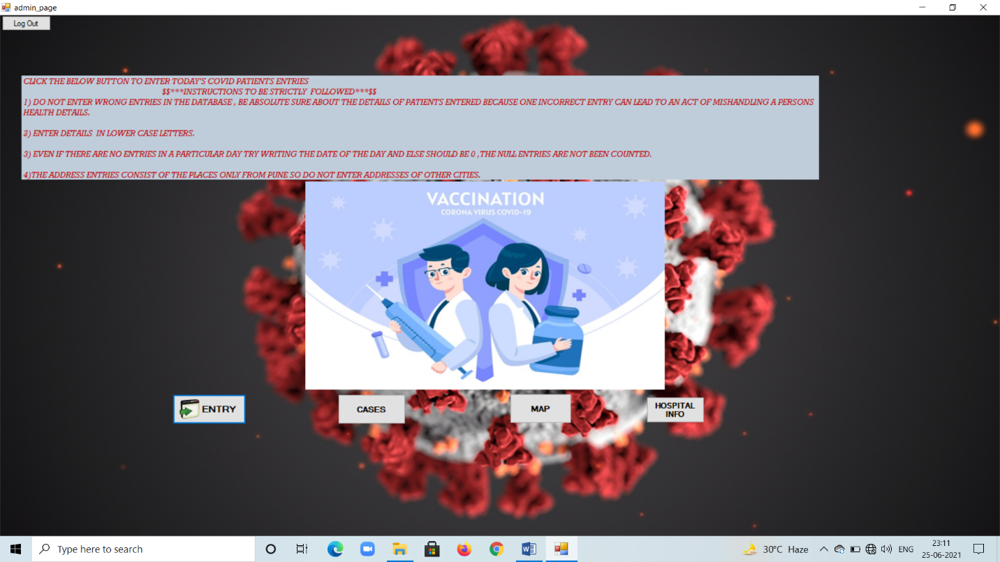 admin_page
Log Out
CLICK THE BELOW BUTTON TO ENTER TODAY'S COVID PATIENTS ENTRIES
$$***INSTRUCTIONS TO BE STRICTLY FOLLOWED***$$
1) DO NOT ENTER WRONG ENTRIES IN THE DATABASE , BE ABSOLUTE SURE ABOUT THE DETAILS OF PATIENTS ENTERED BECAUSE ONE INCORRECT ENTRY CAN LEAD TO AN ACT OF MISHANDLING A PERSONS
HEALTH DETAILS.
2) ENTER DETAILS IN LOWER CASE LETTERS.
3) EVEN IF THERE ARE NO ENTRIES IN A PARTICULAR DAY TRY WRITING THE DATE OF THE DAY AND ELSE SHOULD BE 0 ,THE NULL ENTRIES ARE NOT BEEN COUNTED.
4)THE ADDRESS ENTRIES CONSIST OF THE PLACES ONLY FROM PUNE SO DO NOT ENTER ADDRESSES OF OTHER CITIES.
VACCINATION
CORONA VIRUS COVID-19
ENTRY
CASES
MAP
HOSPITAL
INFO
Type here to search
30°C Haze
ENG
23:11
25-06-2021